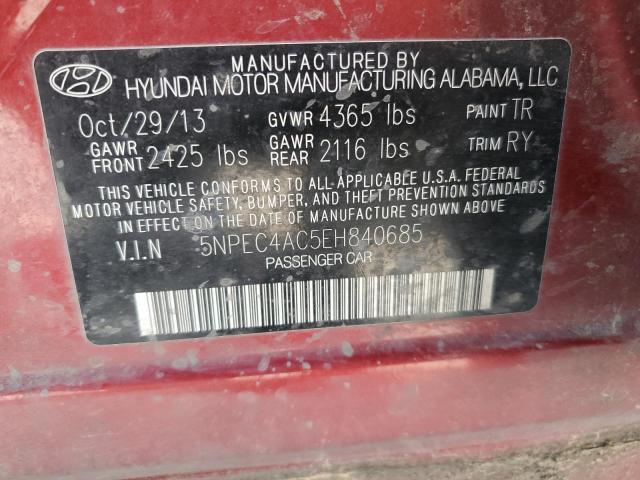 MANUFACTURED BY
HYUNDAI MOTOR MANUFACTURING ALABAMA, LLC
Oct/29/13 GVWR 4365 lbs PAINT TR
GAWR FRONT 2425 lbs GAWR REAR 2116 lbs TRIM RY
THIS VEHICLE CONFORMS TO ALL APPLICABLE U.S.A. FEDERAL
MOTOR VEHICLE SAFETY, BUMPER, AND THEFT PREVENTION STANDARDS
IN EFFECT ON THE DATE OF MANUFACTURE SHOWN ABOVE.
V.I.N 5NPEC4AC5EH840685
PASSENGER CAR